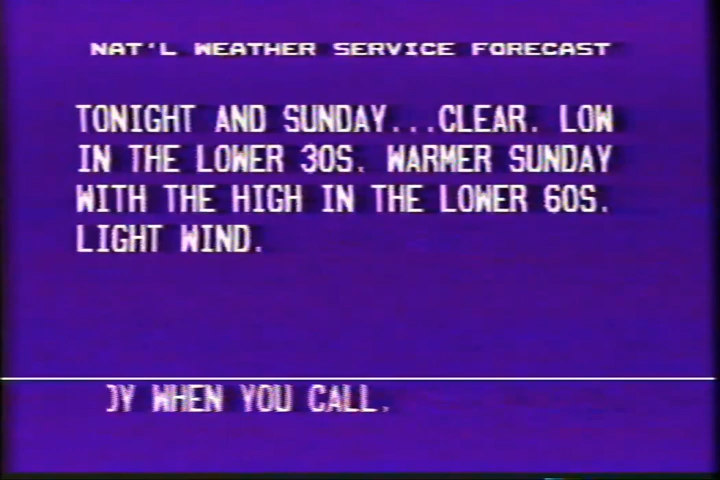 NAT'L WEATHER SERVICE FORECAST
TONIGHT AND SUNDAY...CLEAR. LOW
IN THE LOWER 30S. WARMER SUNDAY
WITH THE HIGH IN THE LOWER 60S.
LIGHT WIND.
WHEN YOU CALL.